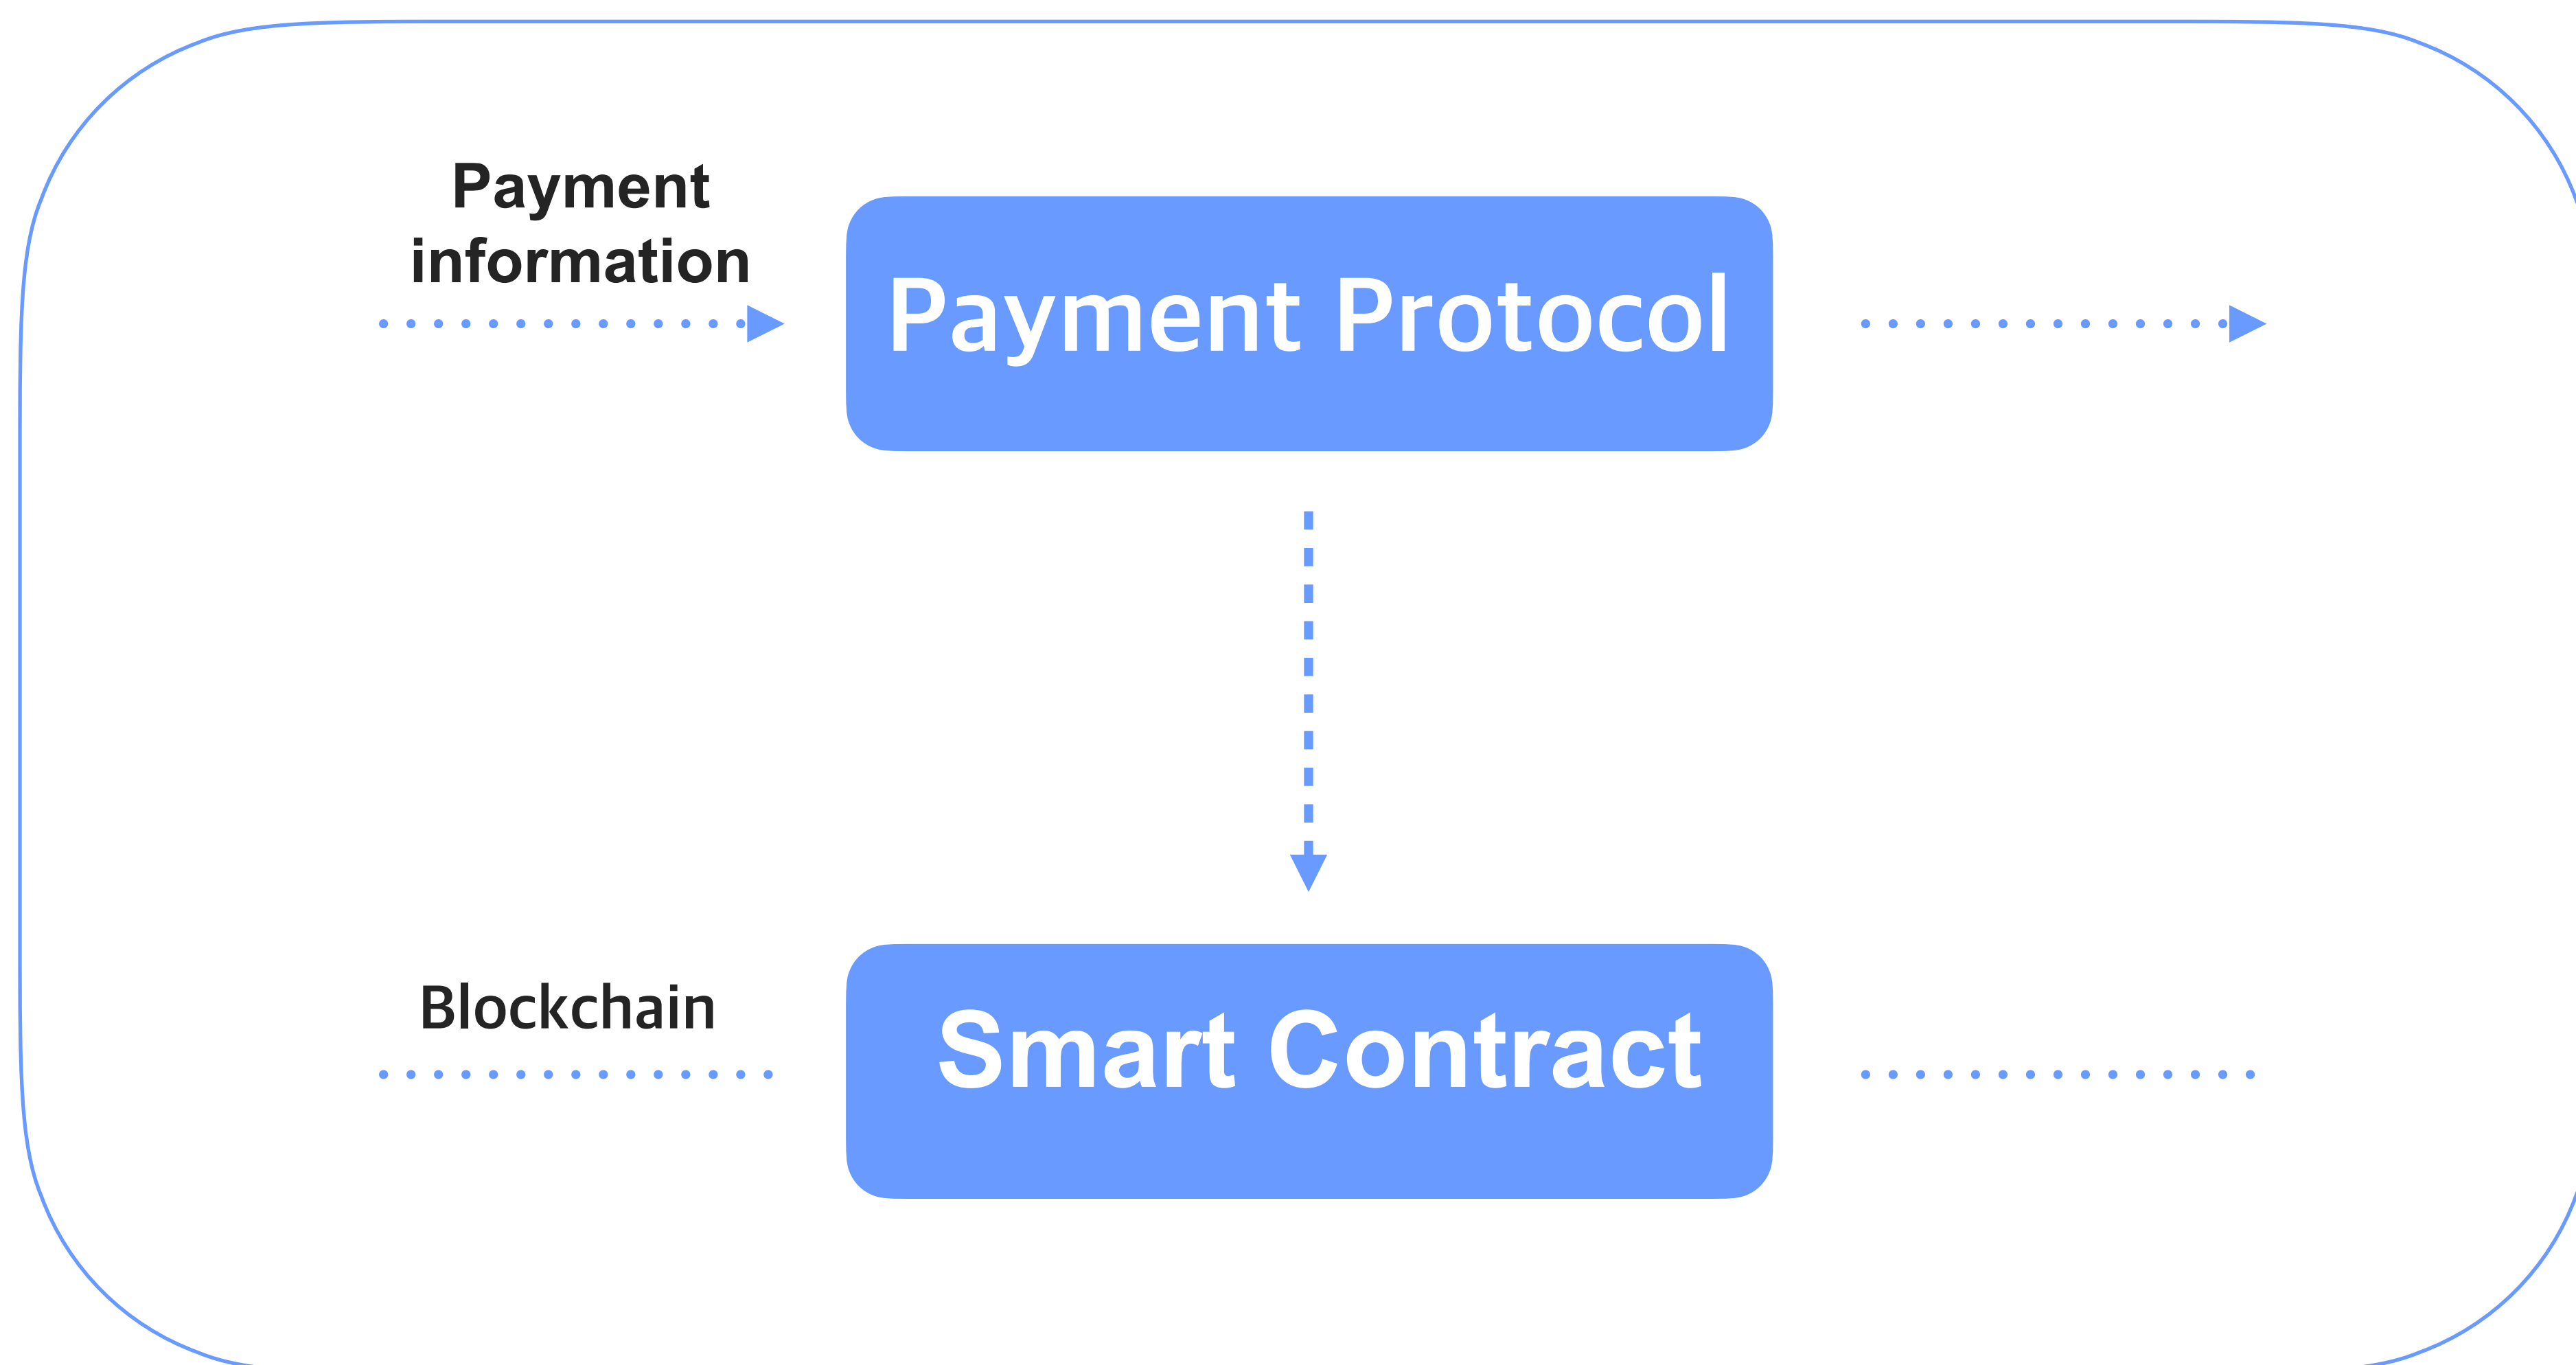 Payment
information
Payment Protocol
Blockchain
Smart Contract